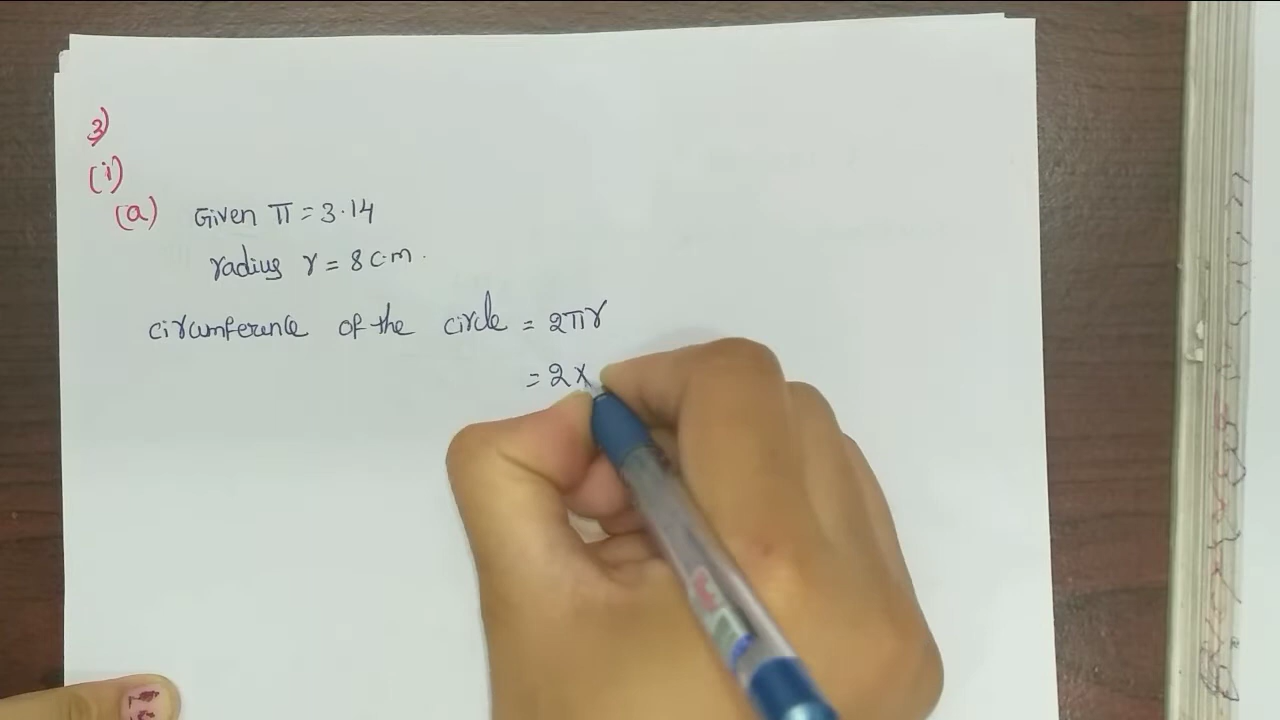 3)
(i)
(a) Given π = 3.14
radius r = 8 c.m.
circumference of the circle = 2πr
= 2×